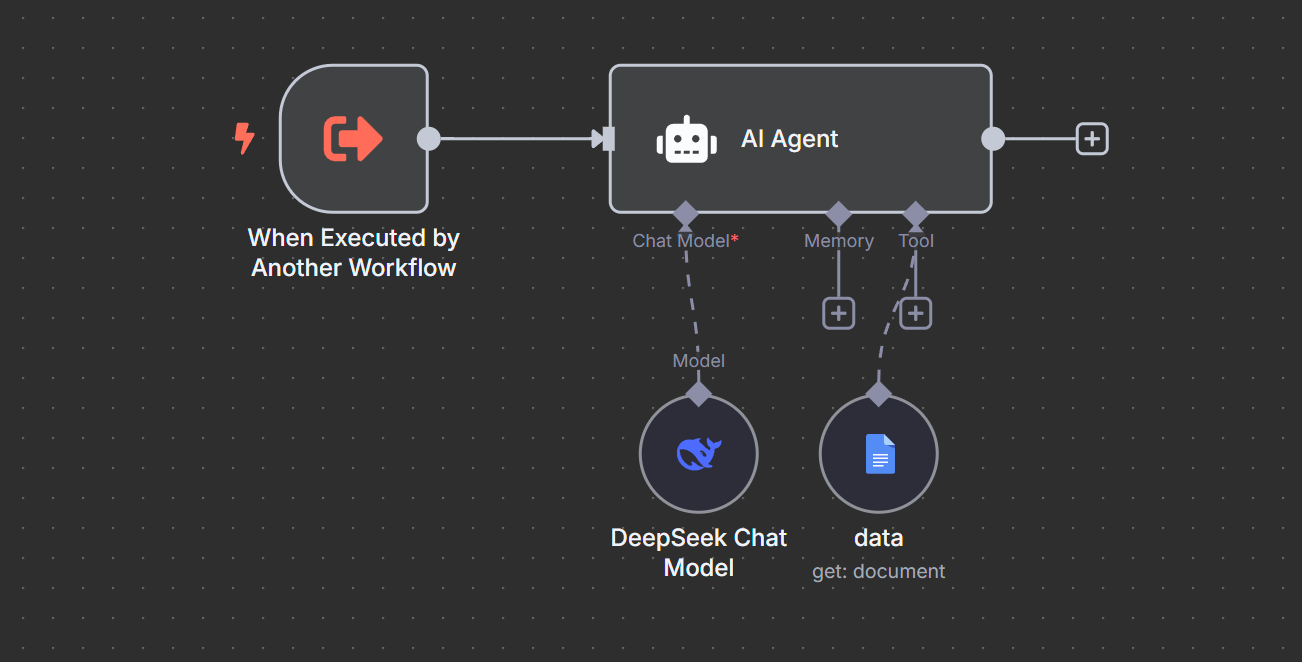 AI Agent
When Executed by
Another Workflow
Chat Model*
Memory
Tool
Model
DeepSeek Chat
Model
data
get: document